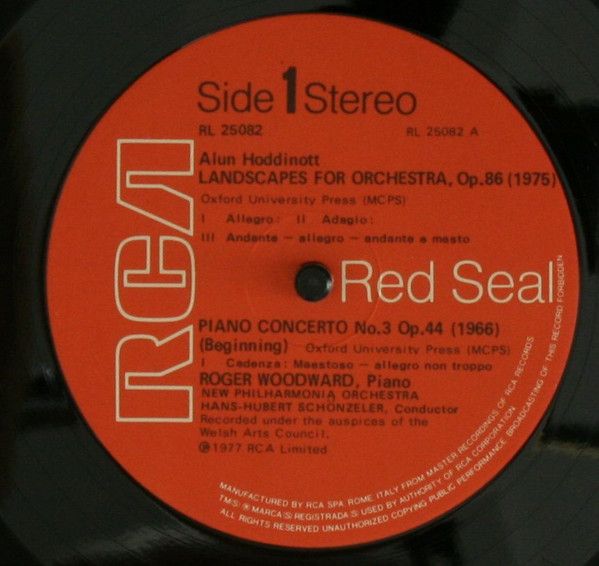 Side 1 Stereo
RL 25082 RL 25082 A
Alun Hoddinott
LANDSCAPES FOR ORCHESTRA, Op.86 (1975)
Oxford University Press (MCPS)
I Allegro: II Adagio:
III Andante — allegro — andante e mesto
RCA
Red Seal
PIANO CONCERTO No.3 Op.44 (1966)
(Beginning) Oxford University Press (MCPS)
I Cadenza: Maestoso - allegro non troppo
ROGER WOODWARD, Piano
NEW PHILHARMONIA ORCHESTRA
HANS-HUBERT SCHÖNZELER, Conductor
Recorded under the auspices of the
Welsh Arts Council.
℗ 1977 RCA Limited
MANUFACTURED BY RCA SPA, ROME, ITALY FROM MASTER RECORDINGS OF RCA RECORDS
TM(S) ® MARCA(S) REGISTRADA(S) USED BY AUTHORITY OF RCA CORPORATION
ALL RIGHTS RESERVED UNAUTHORIZED COPYING PUBLIC PERFORMANCE BROADCASTING OF THIS RECORD FORBIDDEN